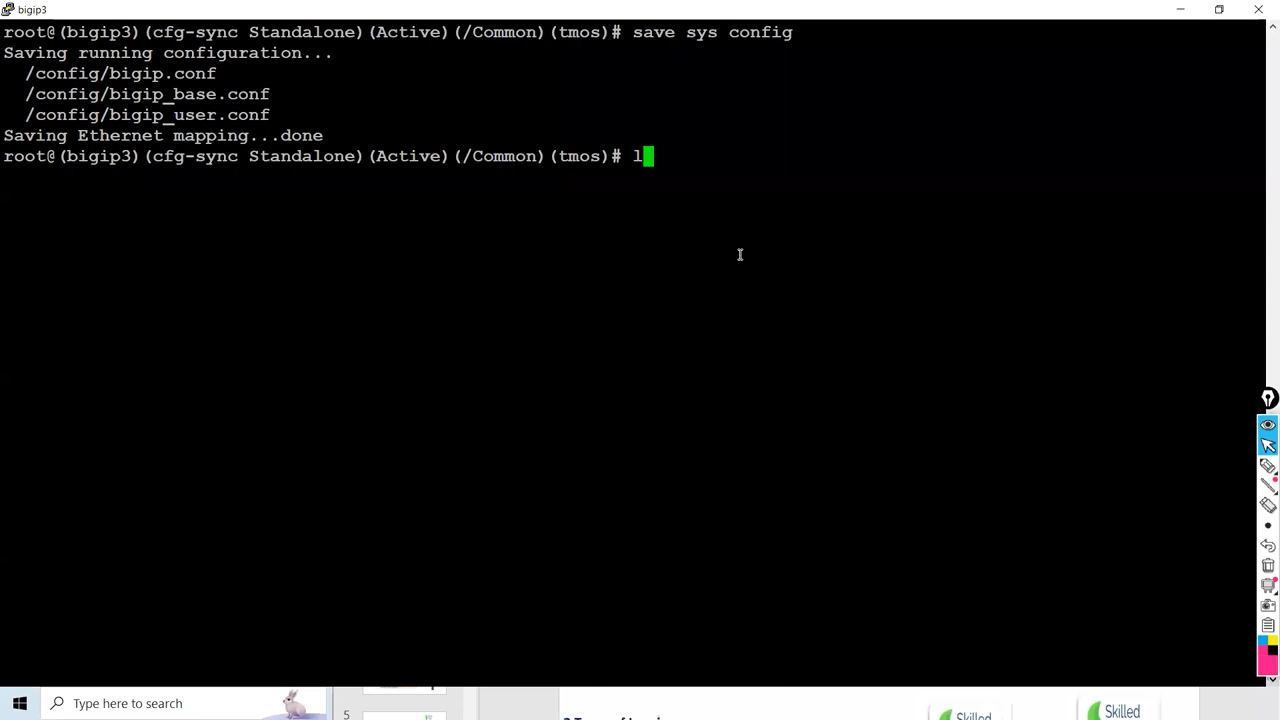 bigip3
root@(bigip3)(cfg-sync Standalone)(Active)(/Common)(tmos)# save sys config
Saving running configuration...
/config/bigip.conf
/config/bigip_base.conf
/config/bigip_user.conf
Saving Ethernet mapping...done
root@(bigip3)(cfg-sync Standalone)(Active)(/Common)(tmos)# l
Type here to search
5
Skilled
Skilled